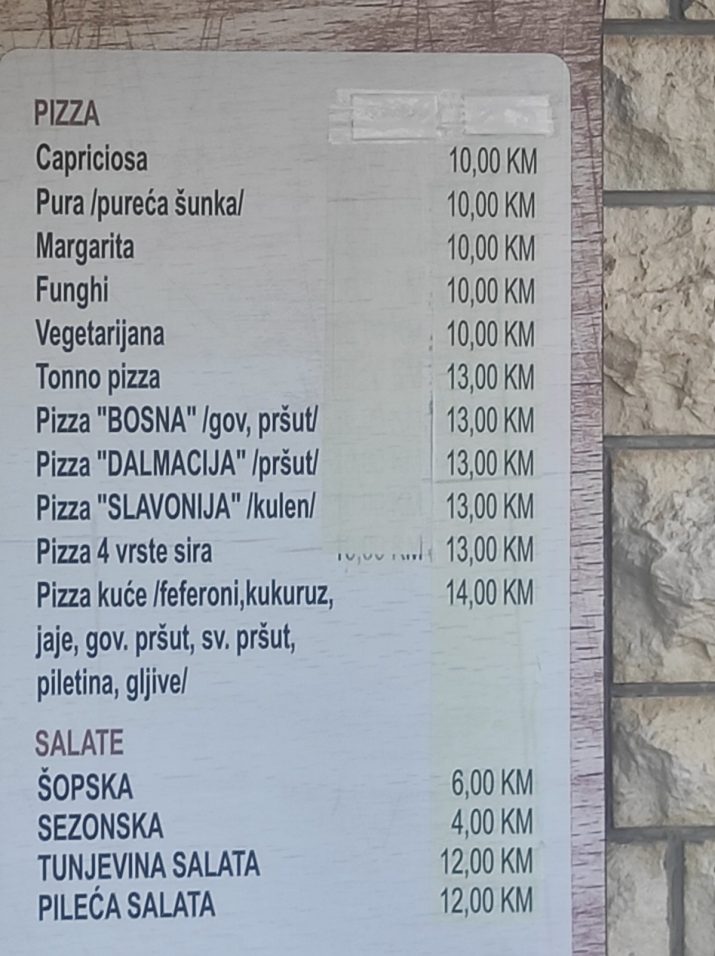 PIZZA
Capriciosa 10,00 KM
Pura /pureća šunka/ 10,00 KM
Margarita 10,00 KM
Funghi 10,00 KM
Vegetarijana 10,00 KM
Tonno pizza 13,00 KM
Pizza "BOSNA" /gov, pršut/ 13,00 KM
Pizza "DALMACIJA" /pršut/ 13,00 KM
Pizza "SLAVONIJA" /kulen/ 13,00 KM
Pizza 4 vrste sira 13,00 KM
Pizza kuće /feferoni,kukuruz, 14,00 KM
jaje, gov. pršut, sv. pršut,
piletina, gljive/
SALATE
ŠOPSKA 6,00 KM
SEZONSKA 4,00 KM
TUNJEVINA SALATA 12,00 KM
PILEĆA SALATA 12,00 KM